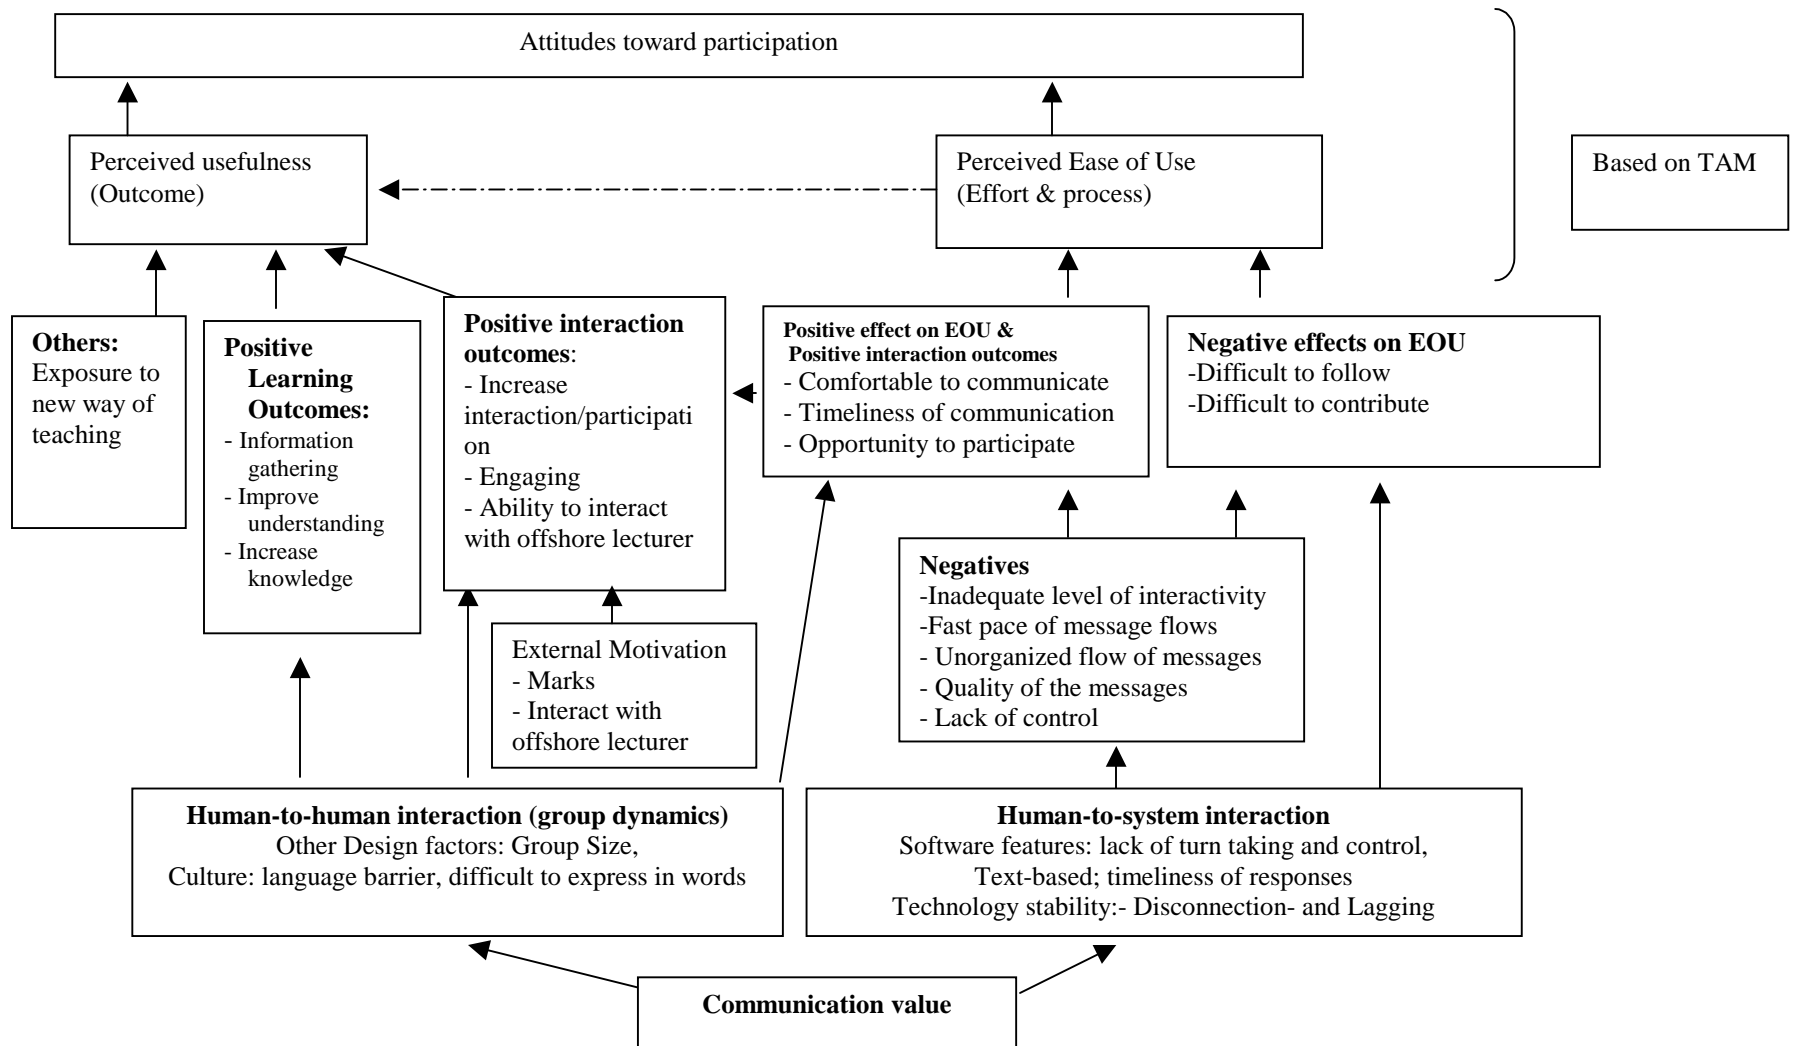 Attitudes toward participation
Perceived usefulness
(Outcome)
Perceived Ease of Use
(Effort & process)
Based on TAM
Others:
Exposure to
new way of
teaching
Positive
Learning
Outcomes:
- Information
gathering
- Improve
understanding
- Increase
knowledge
Positive interaction
outcomes:
- Increase
interaction/participati
on
- Engaging
- Ability to interact
with offshore lecturer
Positive effect on EOU &
Positive interaction outcomes
- Comfortable to communicate
- Timeliness of communication
- Opportunity to participate
Negative effects on EOU
-Difficult to follow
-Difficult to contribute
External Motivation
- Marks
- Interact with
offshore lecturer
Negatives
-Inadequate level of interactivity
-Fast pace of message flows
- Unorganized flow of messages
- Quality of the messages
- Lack of control
Human-to-human interaction (group dynamics)
Other Design factors: Group Size,
Culture: language barrier, difficult to express in words
Human-to-system interaction
Software features: lack of turn taking and control,
Text-based; timeliness of responses
Technology stability:- Disconnection- and Lagging
Communication value